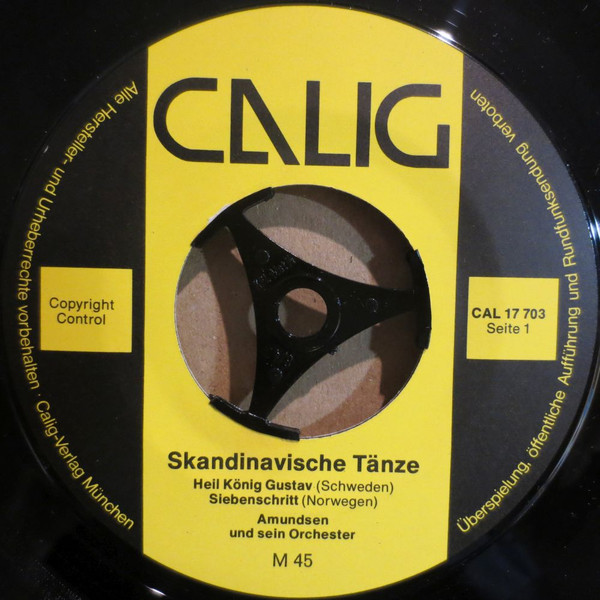 CALIG
Alle Hersteller- und Urheberrechte vorbehalten · Calig-Verlag München
Überspielung, öffentliche Aufführung und Rundfunksendung verboten
Copyright
Control
CAL 17 703
Seite 1
Skandinavische Tänze
Heil König Gustav (Schweden)
Siebenschritt (Norwegen)
Amundsen
und sein Orchester
M 45